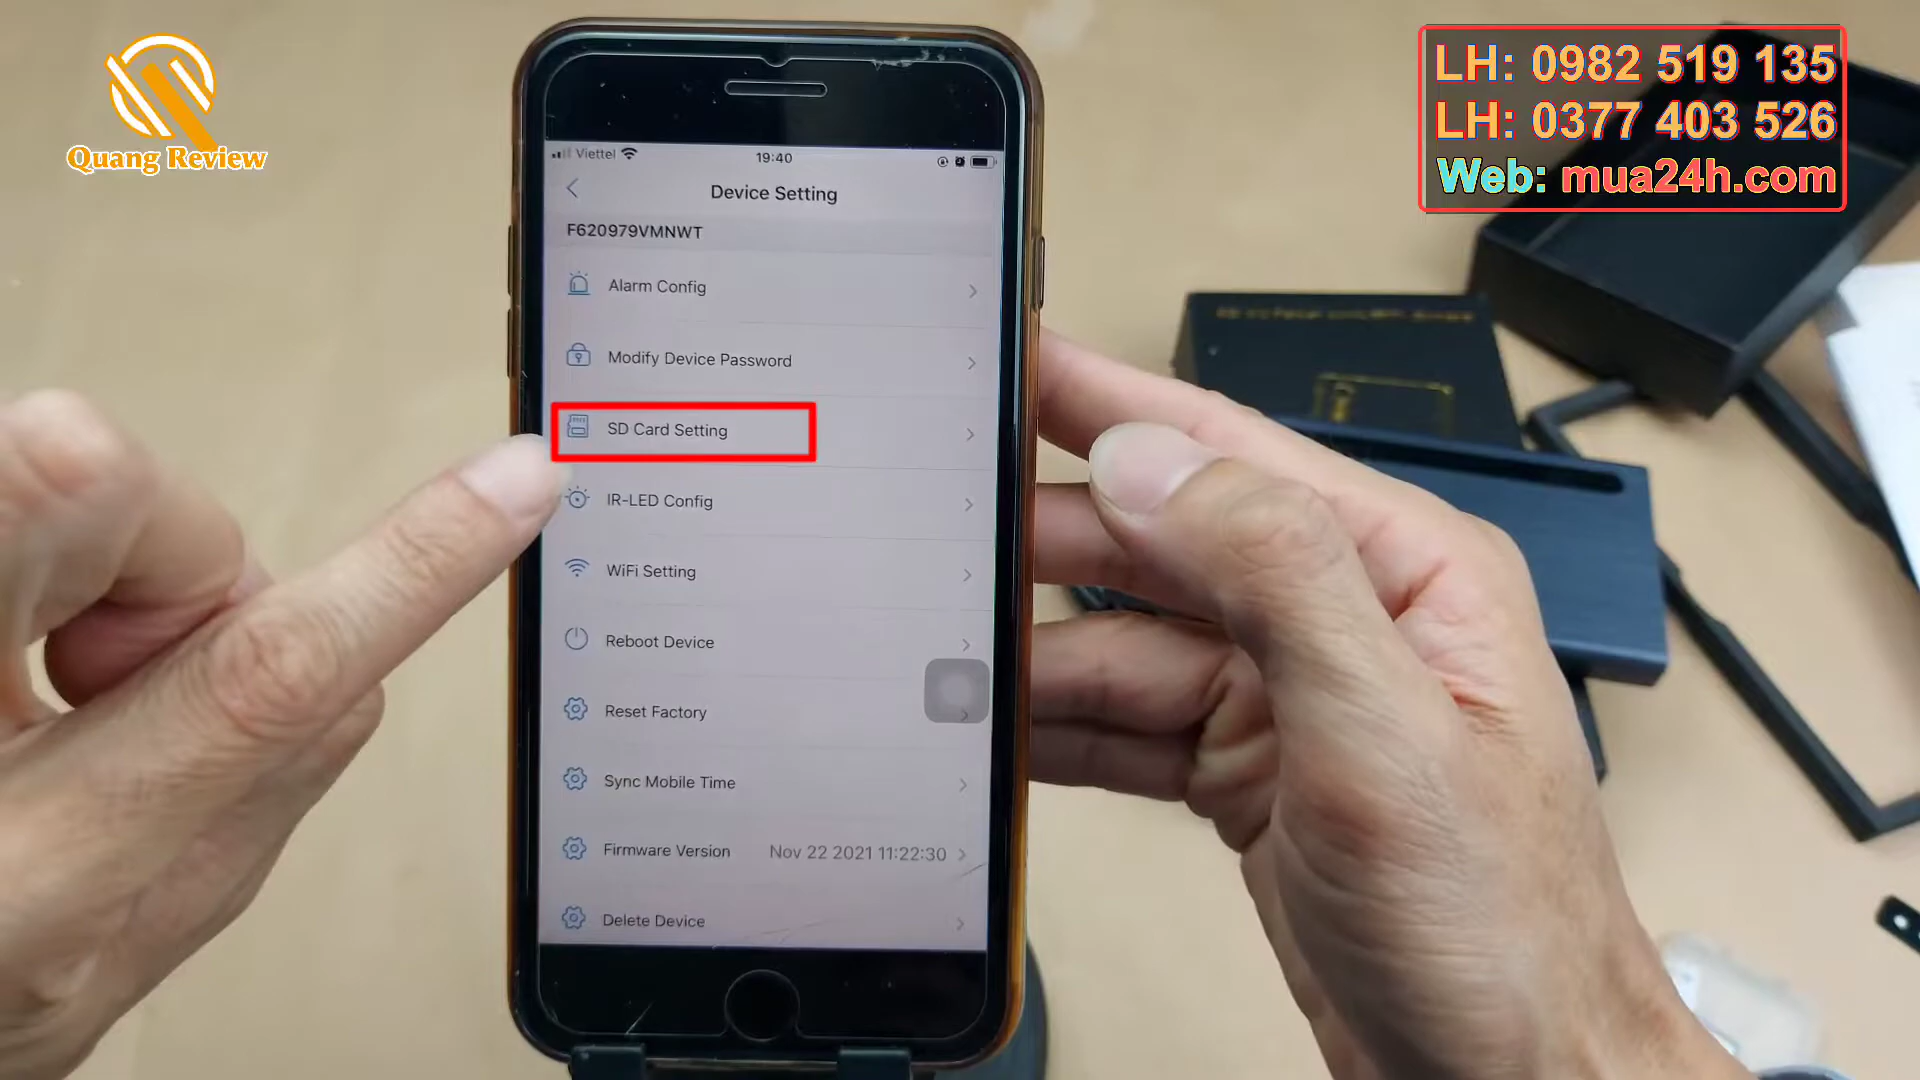 Quang Review
LH: 0982 519 135
LH: 0377 403 526
Web: mua24h.com
Viettel
19:40
Device Setting
F620979VMNWT
Alarm Config
Modify Device Password
SD Card Setting
IR-LED Config
WiFi Setting
Reboot Device
Reset Factory
Sync Mobile Time
Firmware Version Nov 22 2021 11:22:30
Delete Device